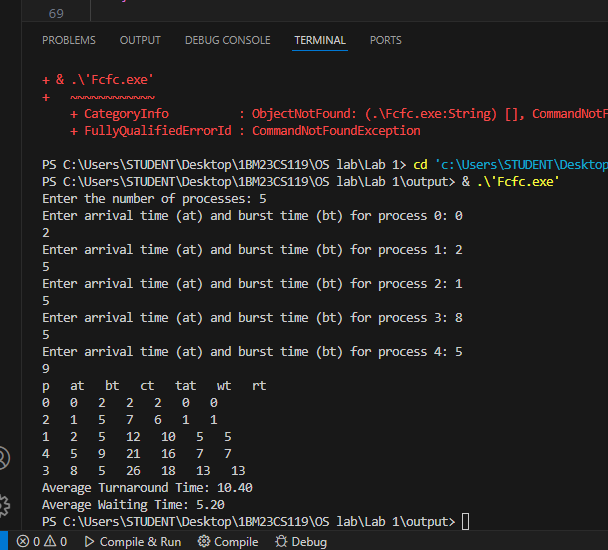 69
PROBLEMS OUTPUT DEBUG CONSOLE TERMINAL PORTS
+ & .\'Fcfc.exe'
+ ~~~~~~~~~~~~~
+ CategoryInfo : ObjectNotFound: (.\Fcfc.exe:String) [], CommandNotF
+ FullyQualifiedErrorId : CommandNotFoundException
PS C:\Users\STUDENT\Desktop\1BM23CS119\OS lab\Lab 1> cd 'c:\Users\STUDENT\Desktop
PS C:\Users\STUDENT\Desktop\1BM23CS119\OS lab\Lab 1\output> & .\'Fcfc.exe'
Enter the number of processes: 5
Enter arrival time (at) and burst time (bt) for process 0: 0
2
Enter arrival time (at) and burst time (bt) for process 1: 2
5
Enter arrival time (at) and burst time (bt) for process 2: 1
5
Enter arrival time (at) and burst time (bt) for process 3: 8
5
Enter arrival time (at) and burst time (bt) for process 4: 5
9
p at bt ct tat wt rt
0 0 2 2 2 0 0
2 1 5 7 6 1 1
1 2 5 12 10 5 5
4 5 9 21 16 7 7
3 8 5 26 18 13 13
Average Turnaround Time: 10.40
Average Waiting Time: 5.20
PS C:\Users\STUDENT\Desktop\1BM23CS119\OS lab\Lab 1\output>
0 0 Compile & Run Compile Debug